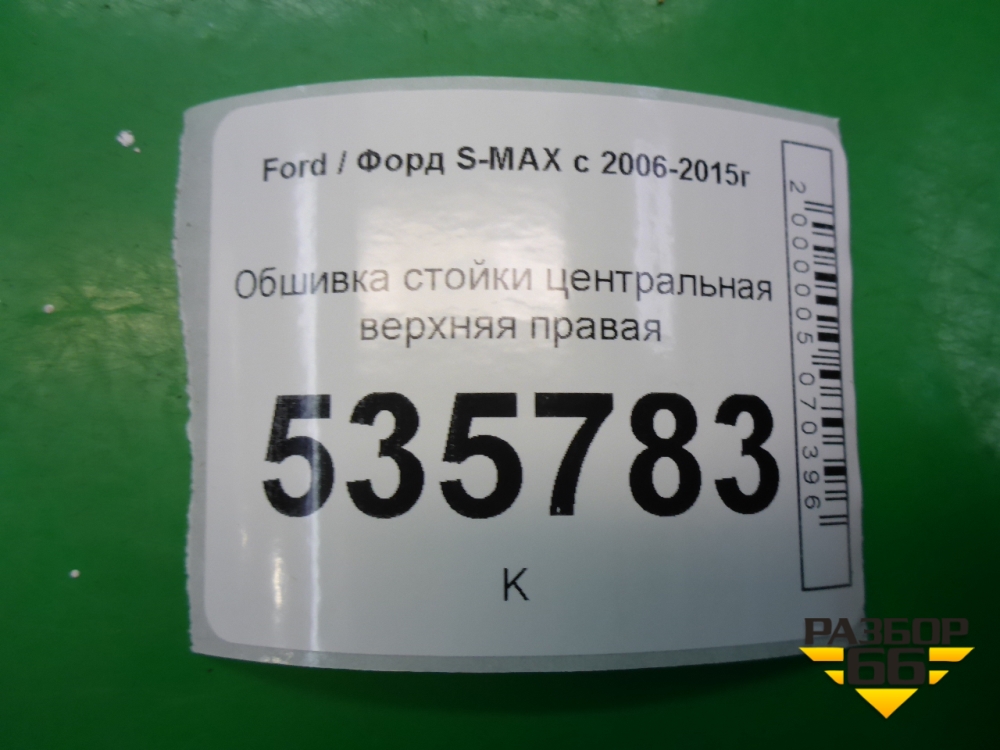 Ford / Форд S-MAX с 2006-2015г
Обшивка стойки центральная
верхняя правая
535783
К
2000005070396
РАЗБОР
66